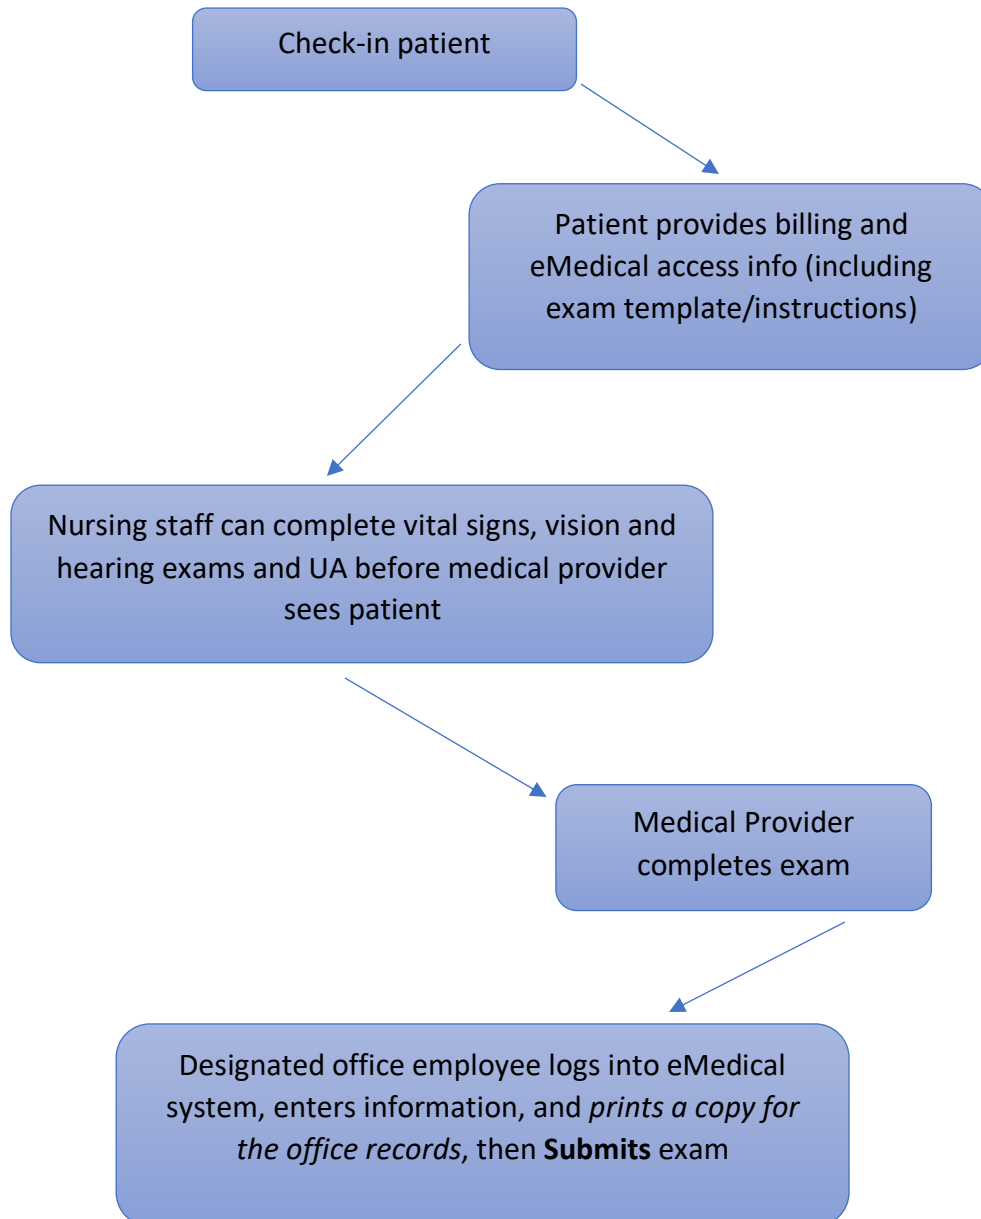 Check-in patient
Patient provides billing and
eMedical access info (including
exam template/instructions)
Nursing staff can complete vital signs, vision and
hearing exams and UA before medical provider
sees patient
Medical Provider
completes exam
Designated office employee logs into eMedical
system, enters information, and prints a copy for
the office records, then Submits exam